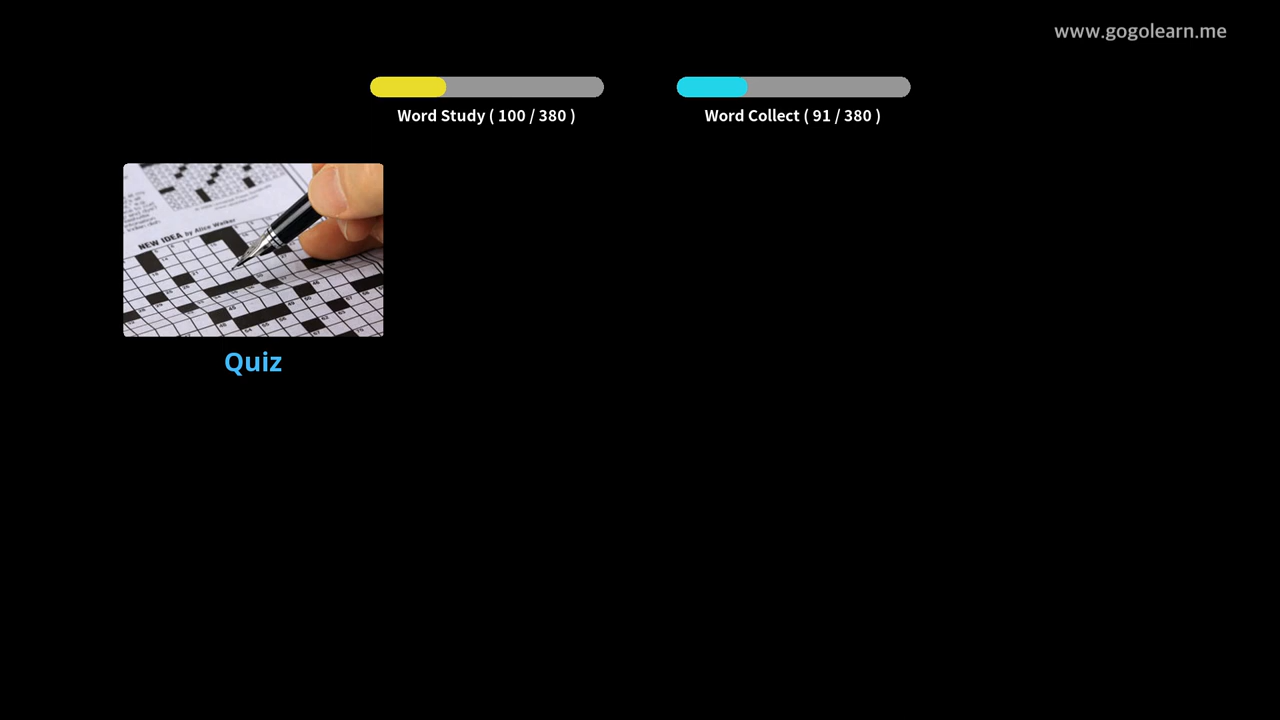 www.gogolearn.me
Word Study ( 100 / 380 )
Word Collect ( 91 / 380 )
NEW IDEA by Alice Walker
Quiz